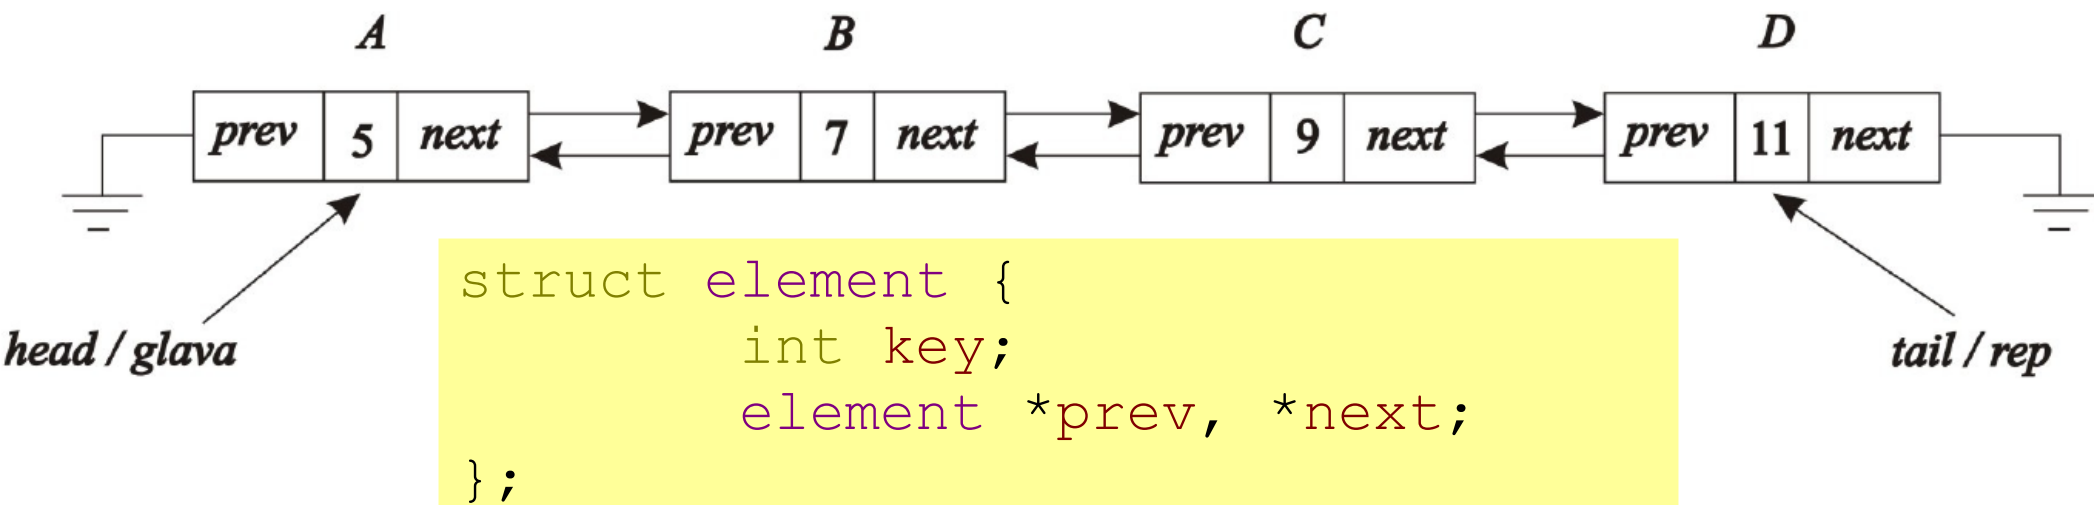 A B C D
prev 5 next prev 7 next prev 9 next prev 11 next
head / glava
tail / rep
struct element {
int key;
element *prev, *next;
};